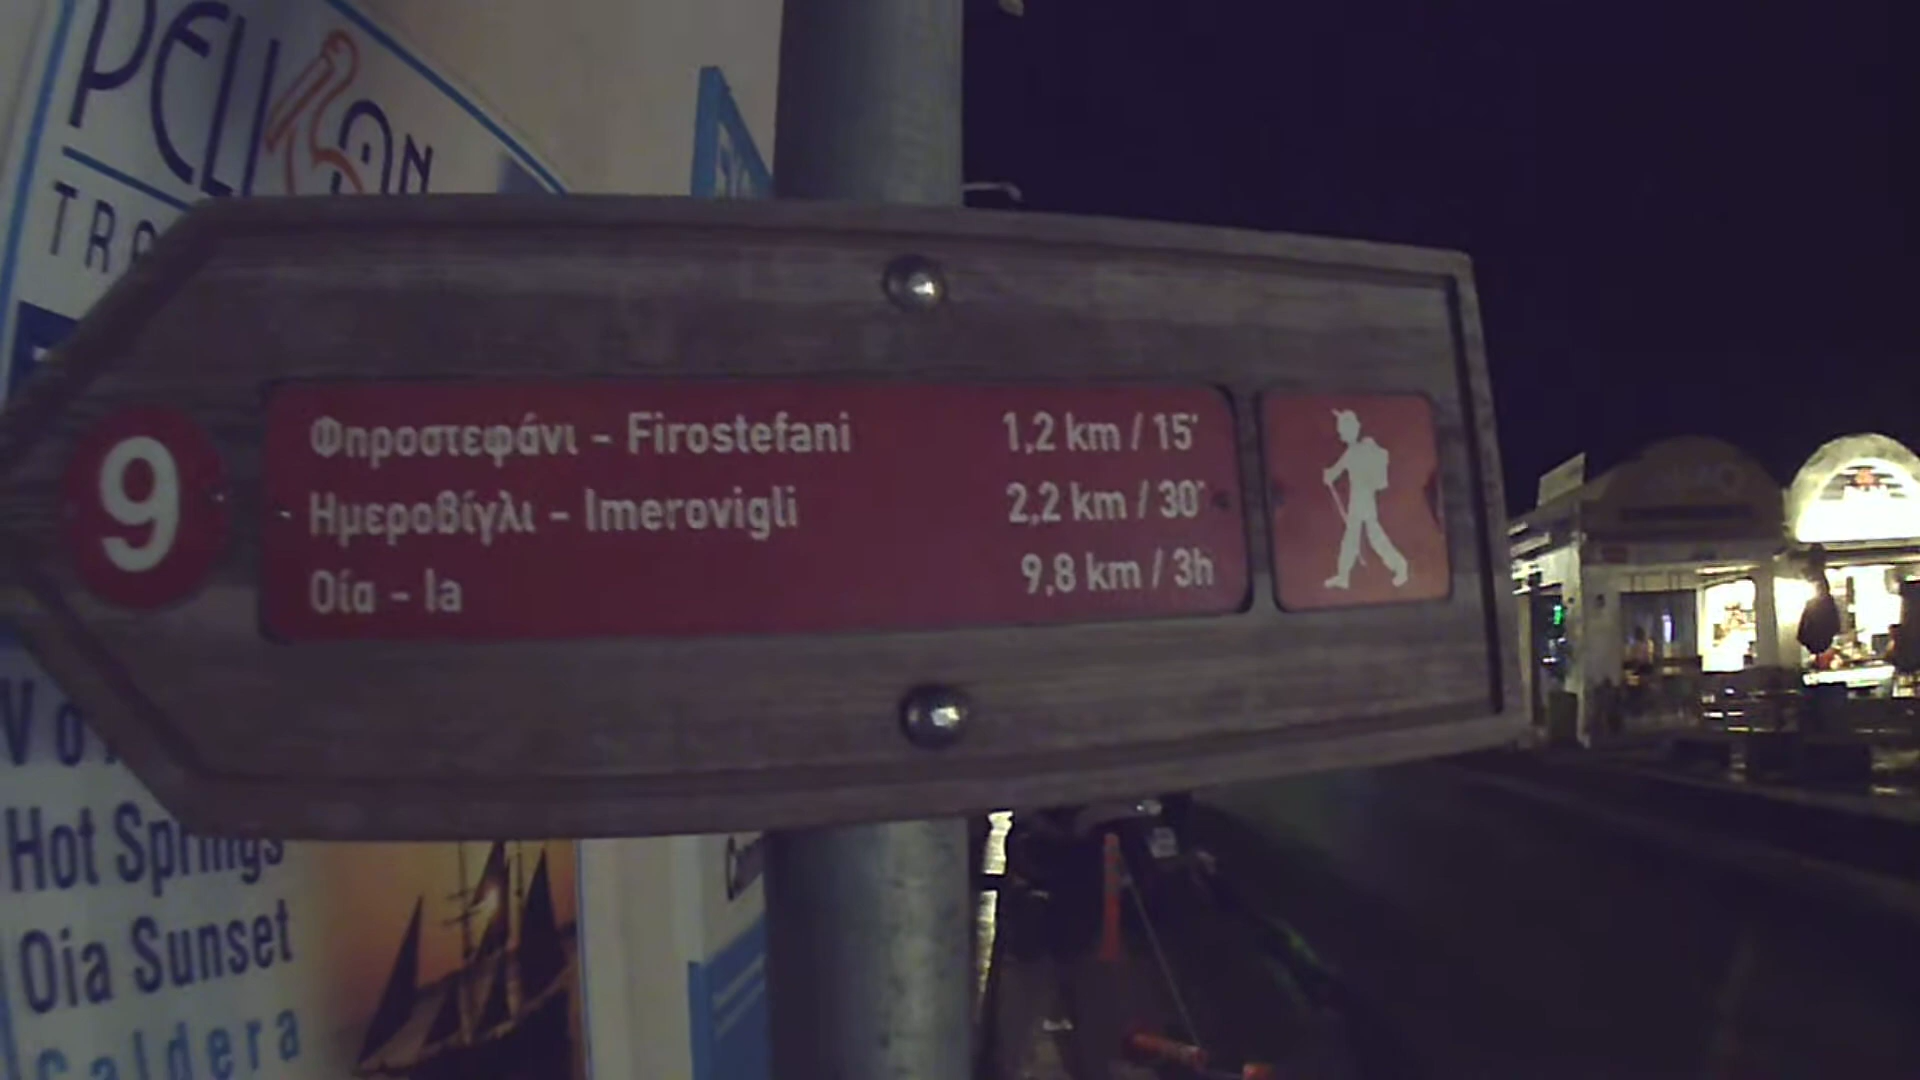 PELICAN
9
Φηροστεφάνι - Firostefani 1,2 km / 15'
Ημεροβίγλι - Imerovigli 2,2 km / 30'
Οία - Ia 9,8 km / 3h
Hot Springs
Oia Sunset
Caldera